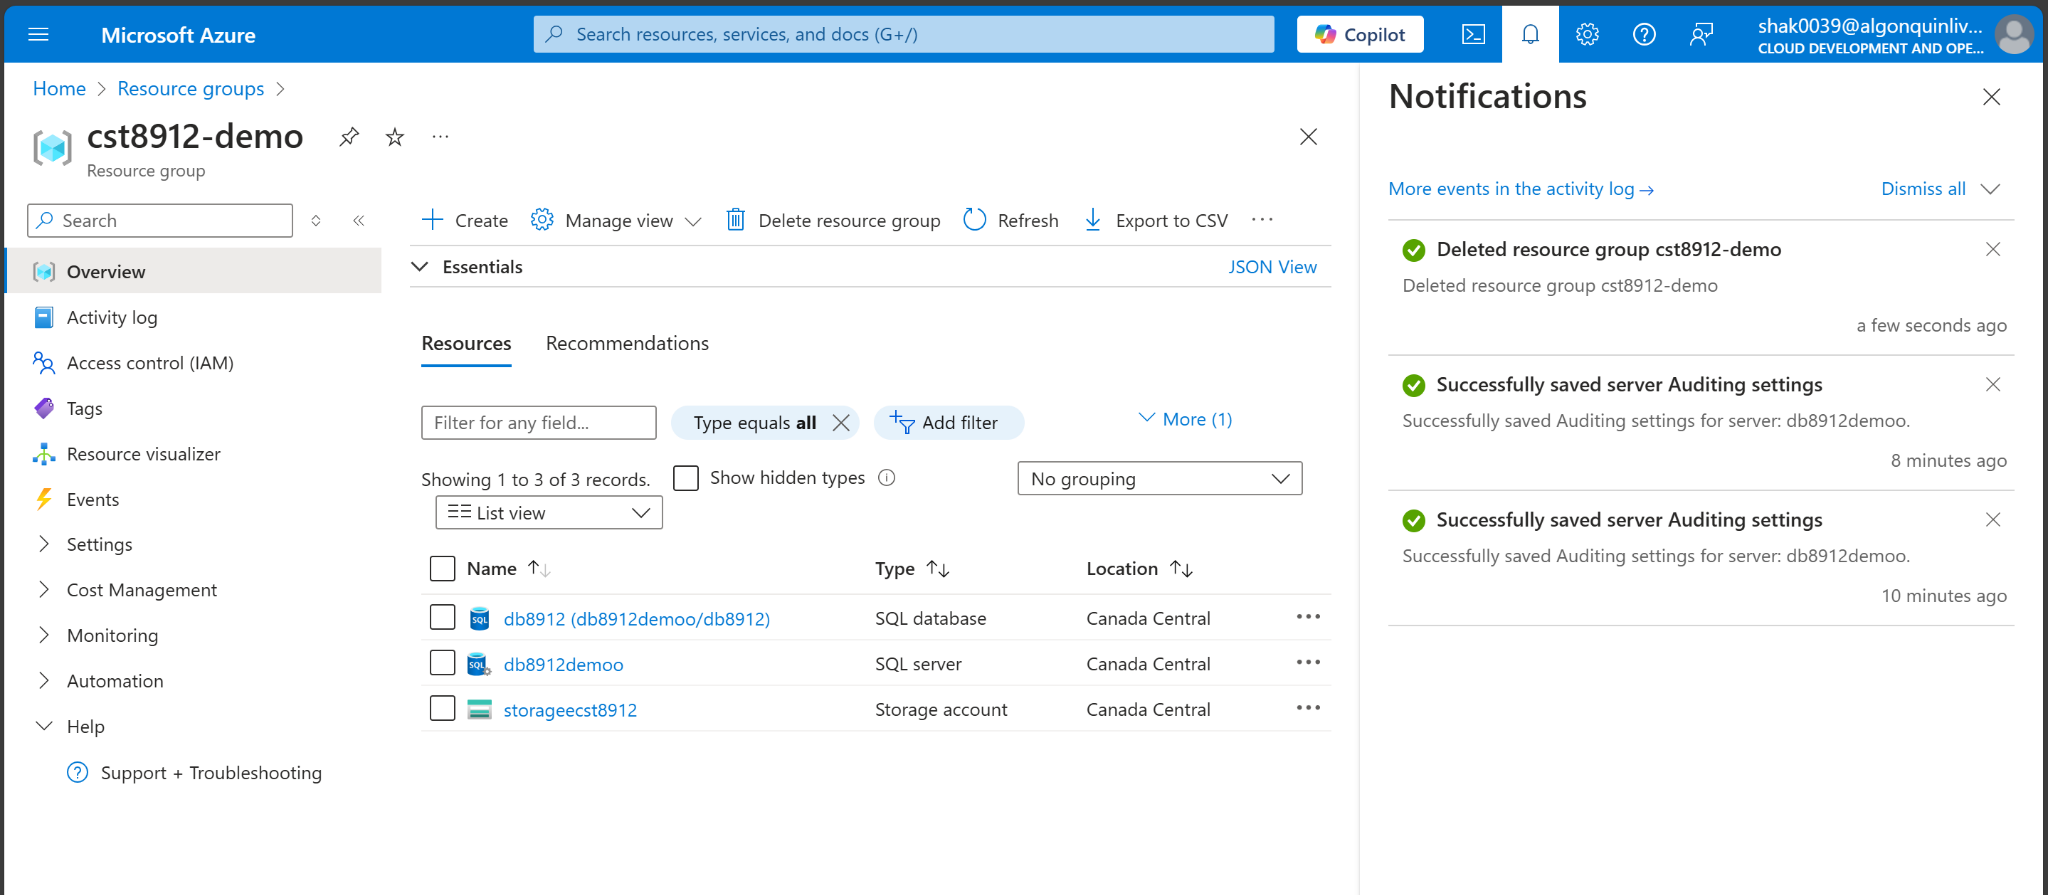 Microsoft Azure
Search resources, services, and docs (G+/)
Copilot
shak0039@algonquinliv...
CLOUD DEVELOPMENT AND OPE...
Home > Resource groups >
cst8912-demo
Resource group
Search
Overview
Activity log
Access control (IAM)
Tags
Resource visualizer
Events
Settings
Cost Management
Monitoring
Automation
Help
Support + Troubleshooting
Create Manage view Delete resource group Refresh Export to CSV
Essentials JSON View
Resources Recommendations
Filter for any field... Type equals all Add filter More (1)
Showing 1 to 3 of 3 records. Show hidden types No grouping
List view
Name Type Location
SQL db8912 (db8912demoo/db8912) SQL database Canada Central
SQL db8912demoo SQL server Canada Central
storageecst8912 Storage account Canada Central
Notifications
More events in the activity log → Dismiss all
Deleted resource group cst8912-demo
Deleted resource group cst8912-demo
a few seconds ago
Successfully saved server Auditing settings
Successfully saved Auditing settings for server: db8912demoo.
8 minutes ago
Successfully saved server Auditing settings
Successfully saved Auditing settings for server: db8912demoo.
10 minutes ago